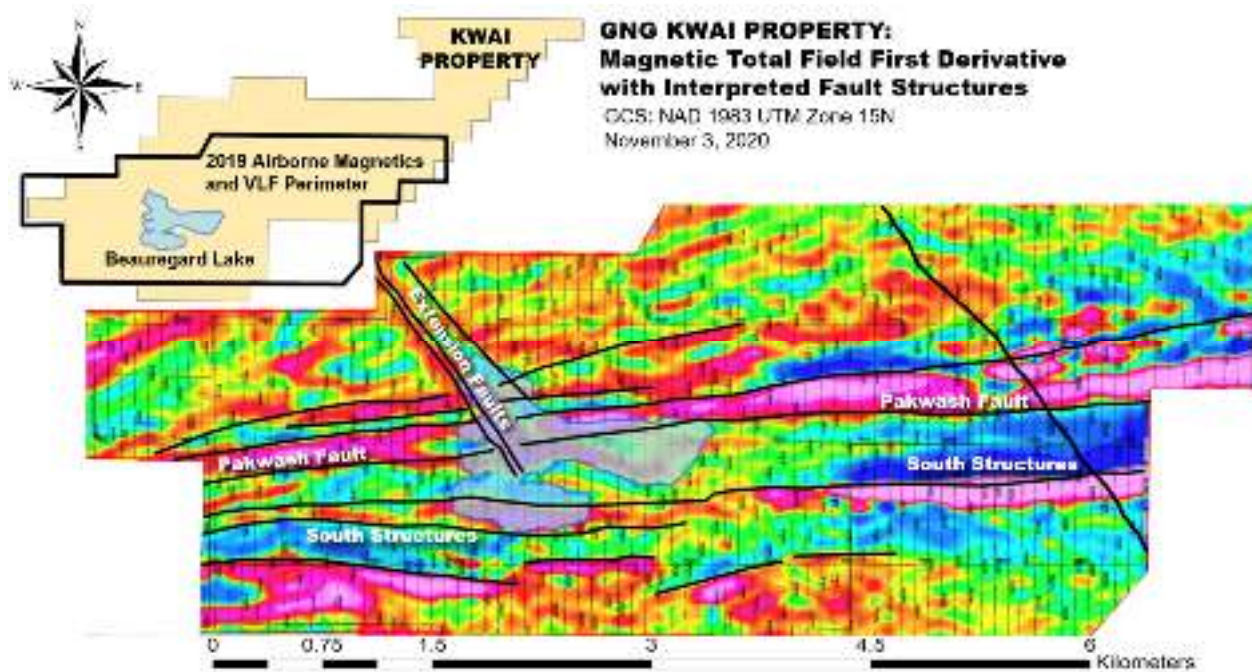 N
W
E
S
KWAI
PROPERTY
2019 Airborne Magnetics
and VLF Perimeter
Beauregard Lake
GNG KWAI PROPERTY:
Magnetic Total Field First Derivative
with Interpreted Fault Structures
GCS: NAD 1983 UTM Zone 15N
November 3, 2020
Extension Faults
Pakwash Fault
Pakwash Fault
South Structures
South Structures
0 0.75 1.5 3 4.5 6
Kilometers